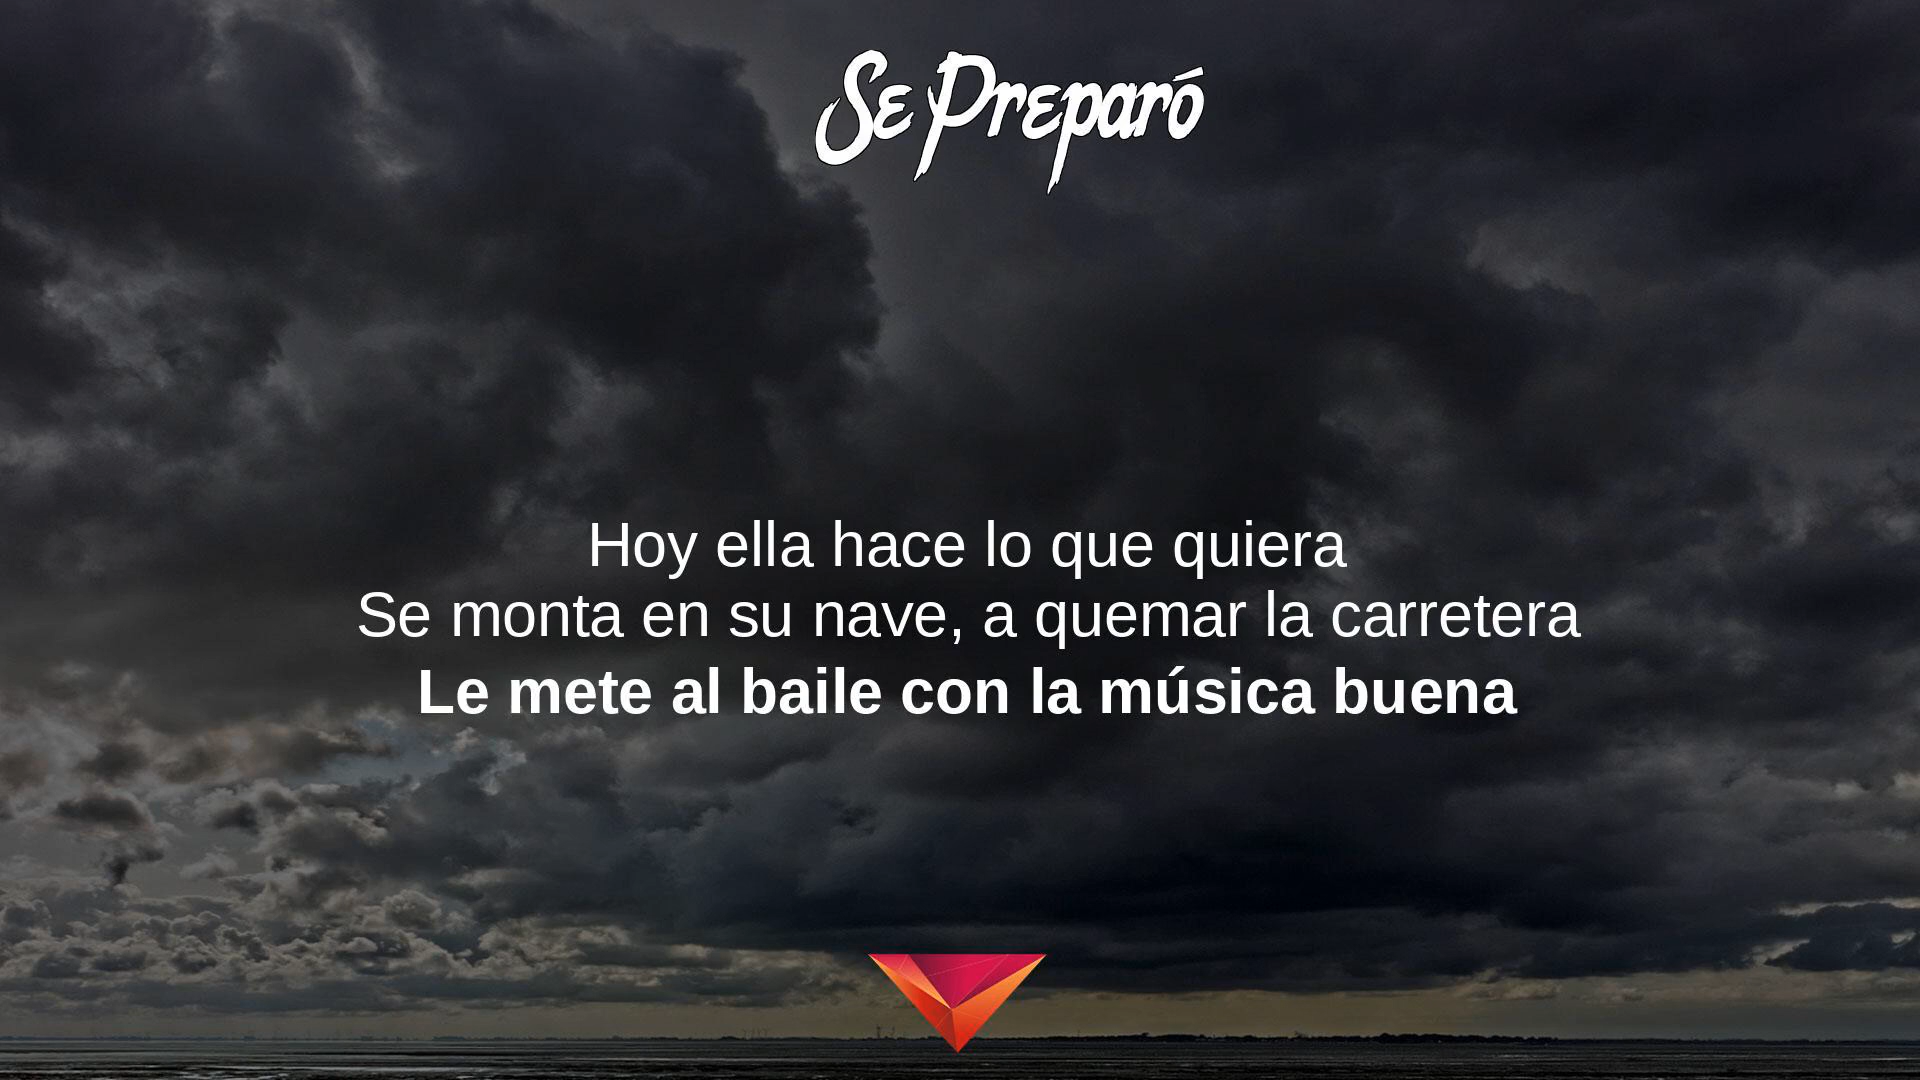 Se Preparó
Hoy ella hace lo que quiera
Se monta en su nave, a quemar la carretera
Le mete al baile con la música buena